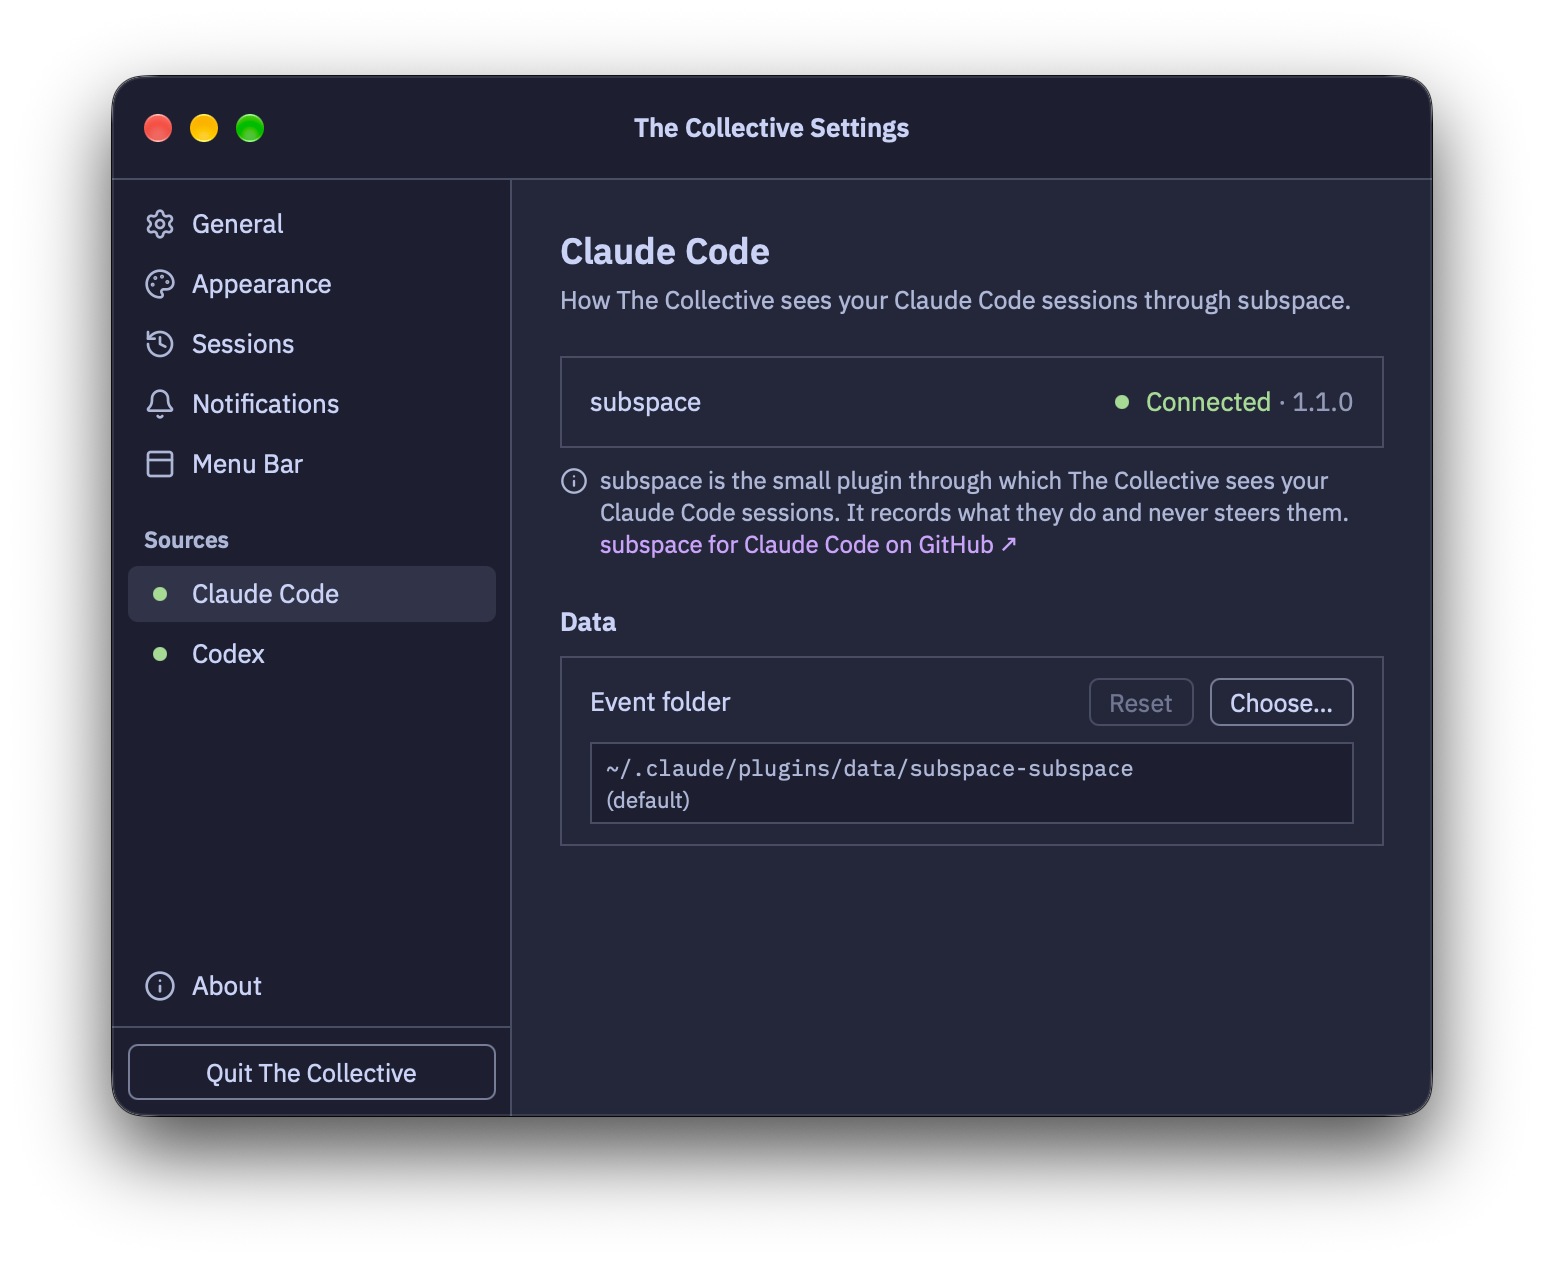 The Collective Settings
General
Appearance
Sessions
Notifications
Menu Bar
Sources
Claude Code
Codex
About
Quit The Collective
Claude Code
How The Collective sees your Claude Code sessions through subspace.
subspace
Connected · 1.1.0
subspace is the small plugin through which The Collective sees your
Claude Code sessions. It records what they do and never steers them.
subspace for Claude Code on GitHub ↗
Data
Event folder
Reset
Choose...
~/.claude/plugins/data/subspace-subspace
(default)